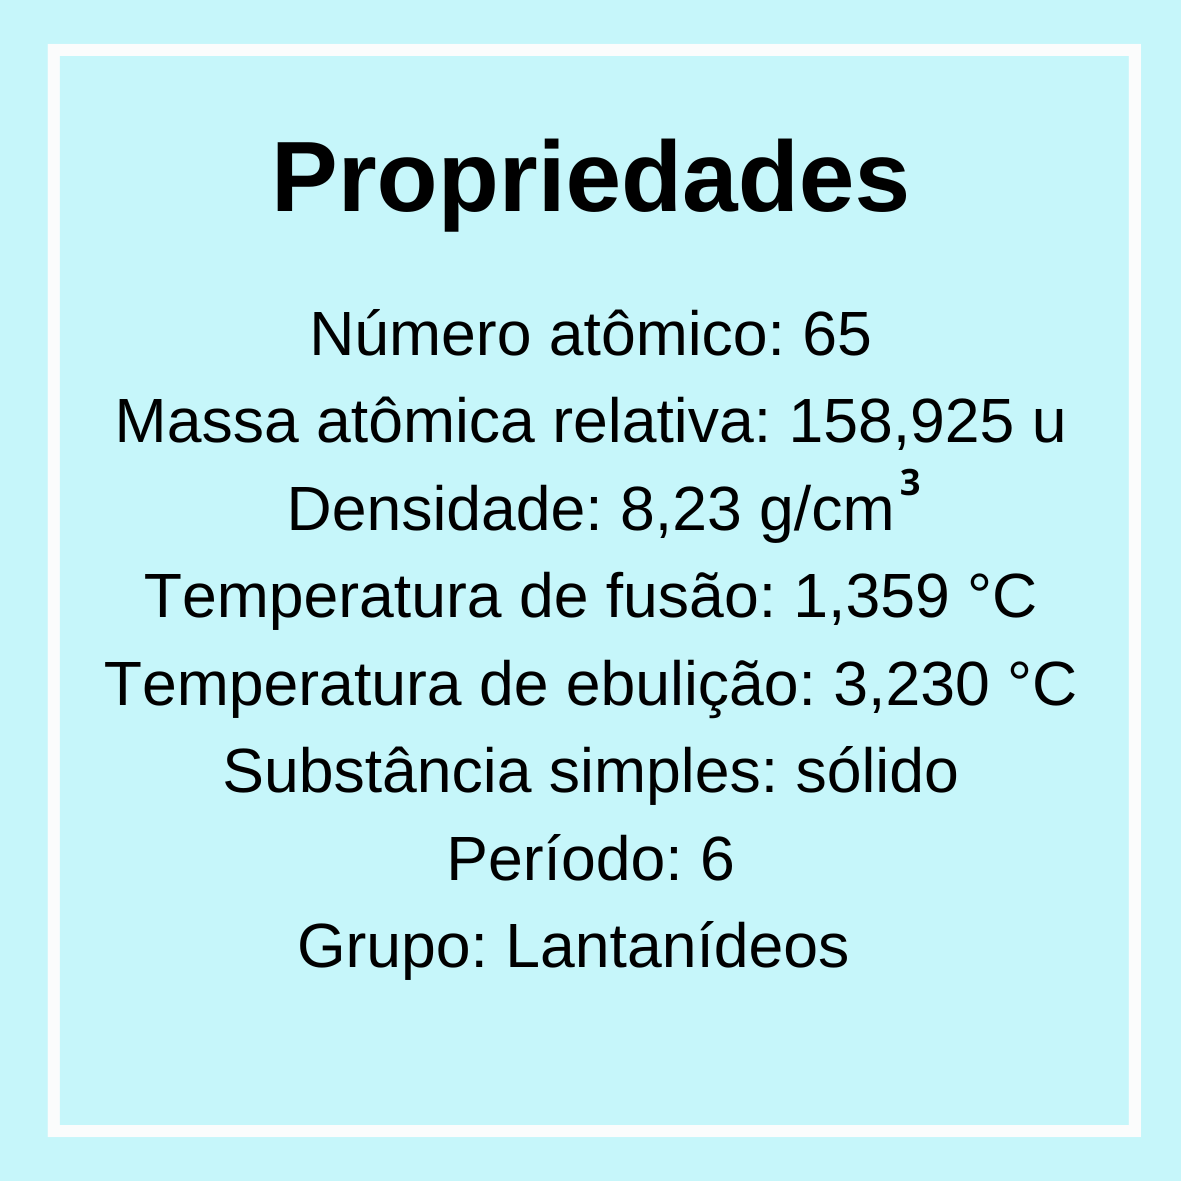 Propriedades
Número atômico: 65
Massa atômica relativa: 158,925 u
Densidade: 8,23 g/cm³
Temperatura de fusão: 1,359 °C
Temperatura de ebulição: 3,230 °C
Substância simples: sólido
Período: 6
Grupo: Lantanídeos